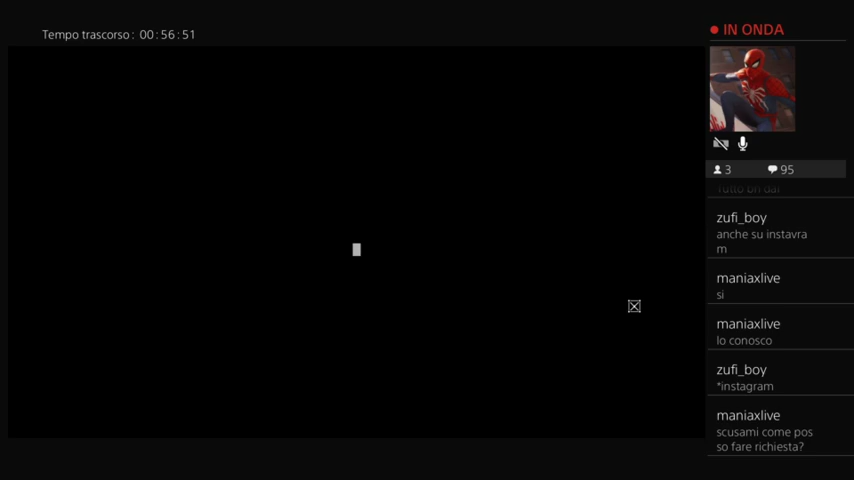 Tempo trascorso: 00:56:51
IN ONDA
3 95
zufi_boy
anche su instavra
m
maniaxlive
si
maniaxlive
lo conosco
zufi_boy
*instagram
maniaxlive
scusami come pos
so fare richiesta?